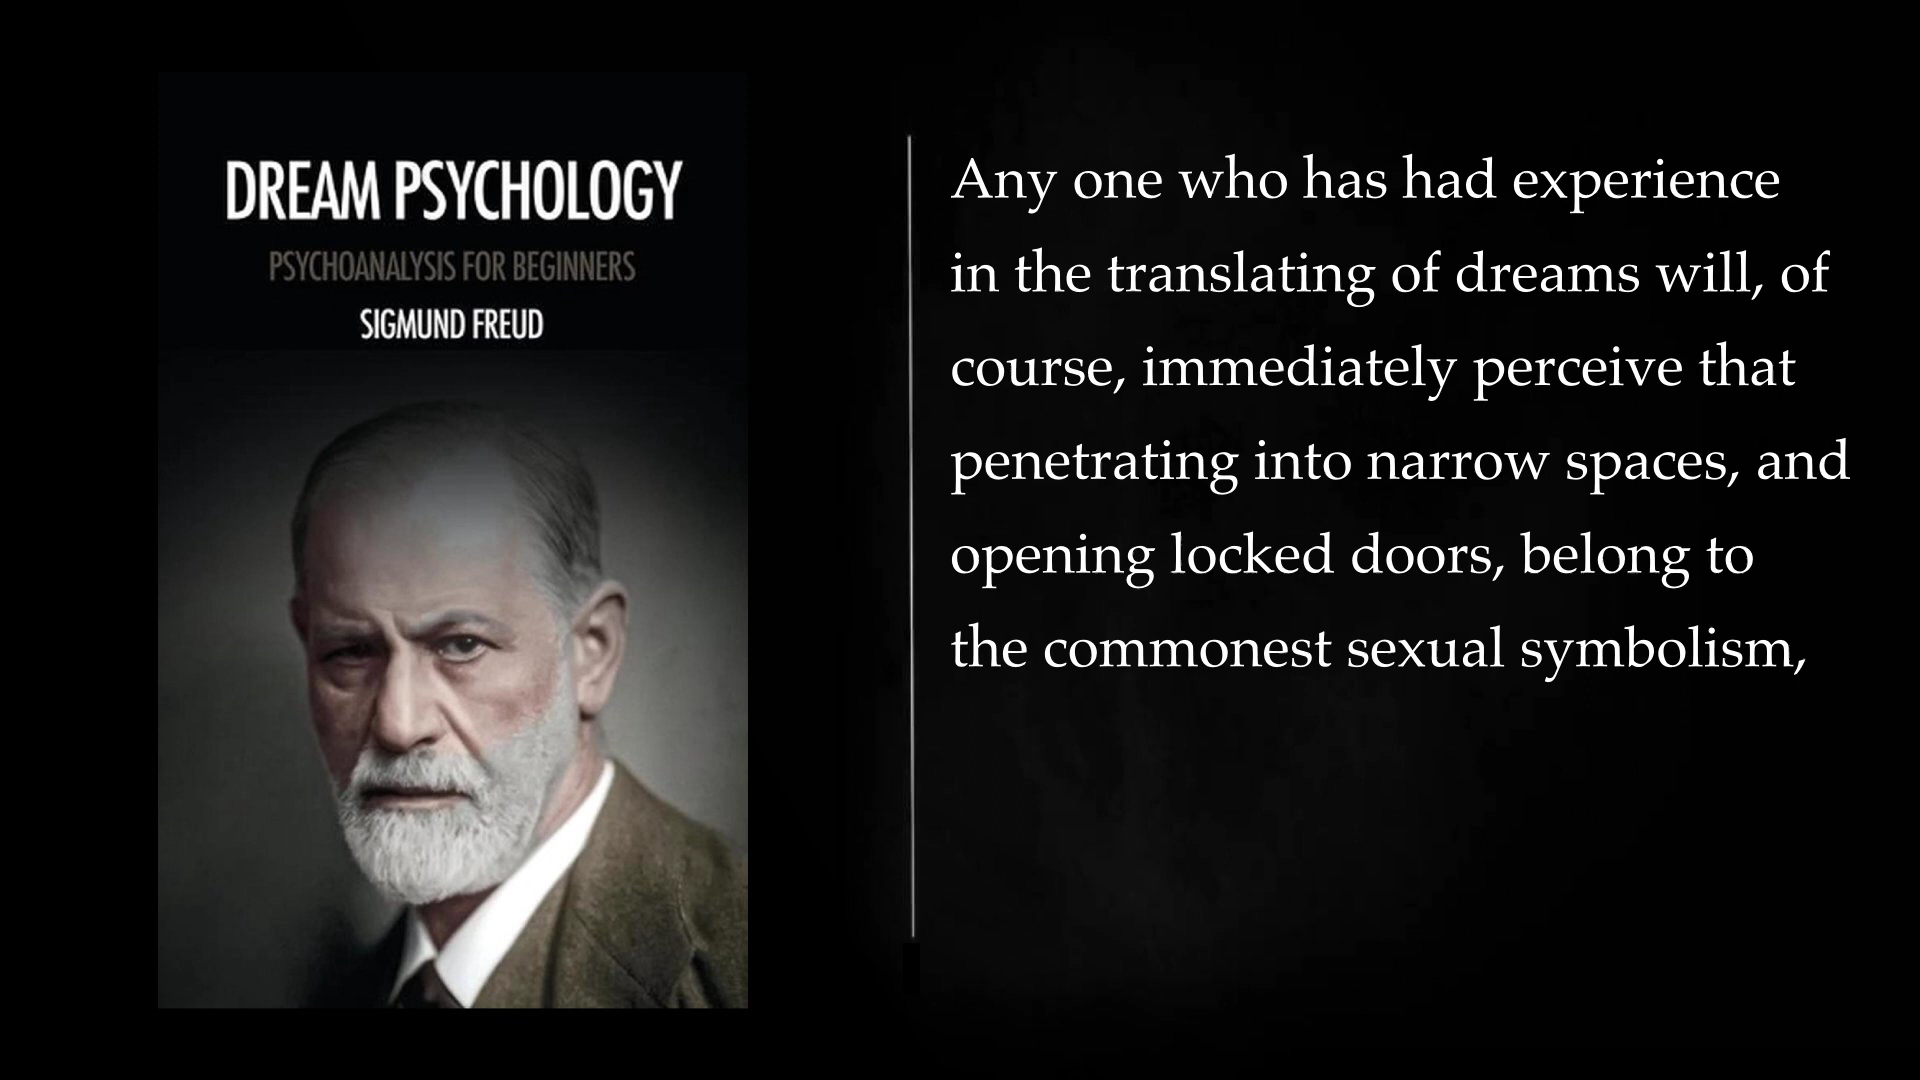 DREAM PSYCHOLOGY
PSYCHOANALYSIS FOR BEGINNERS
SIGMUND FREUD
Any one who has had experience
in the translating of dreams will, of
course, immediately perceive that
penetrating into narrow spaces, and
opening locked doors, belong to
the commonest sexual symbolism,